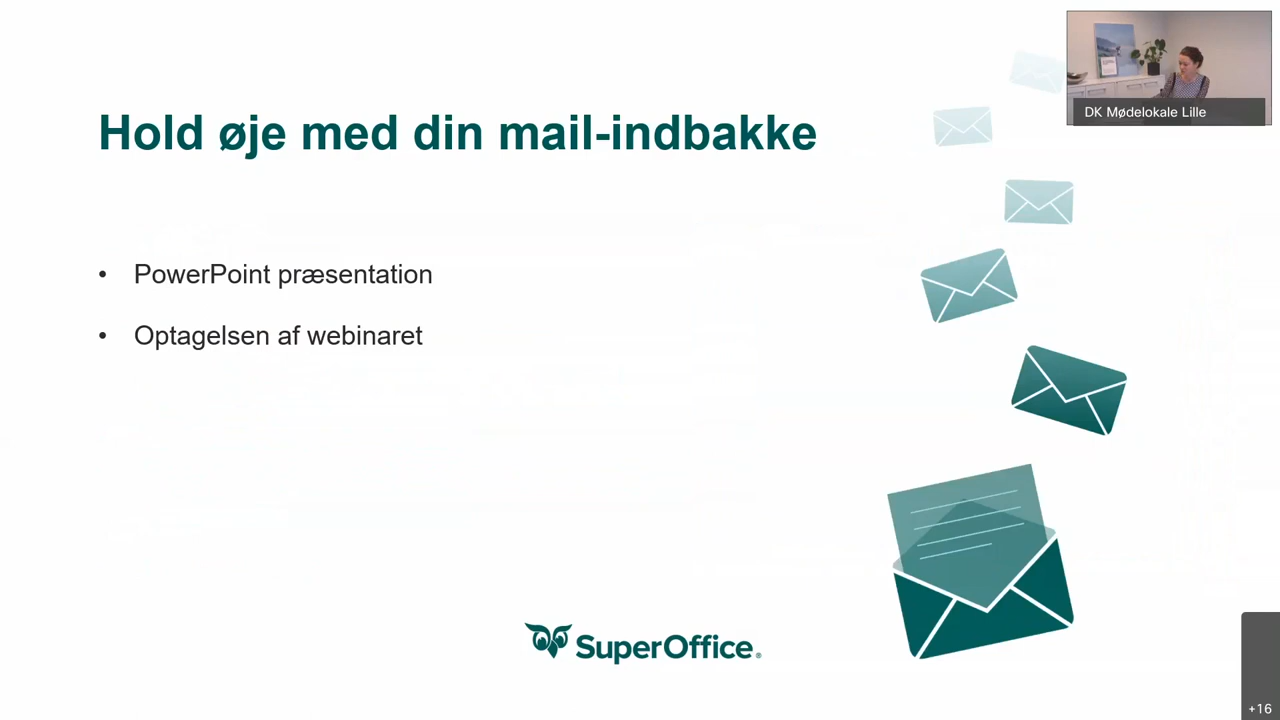 Hold øje med din mail-indbakke
• PowerPoint præsentation
• Optagelsen af webinaret
SuperOffice®
DK Mødelokale Lille
+16